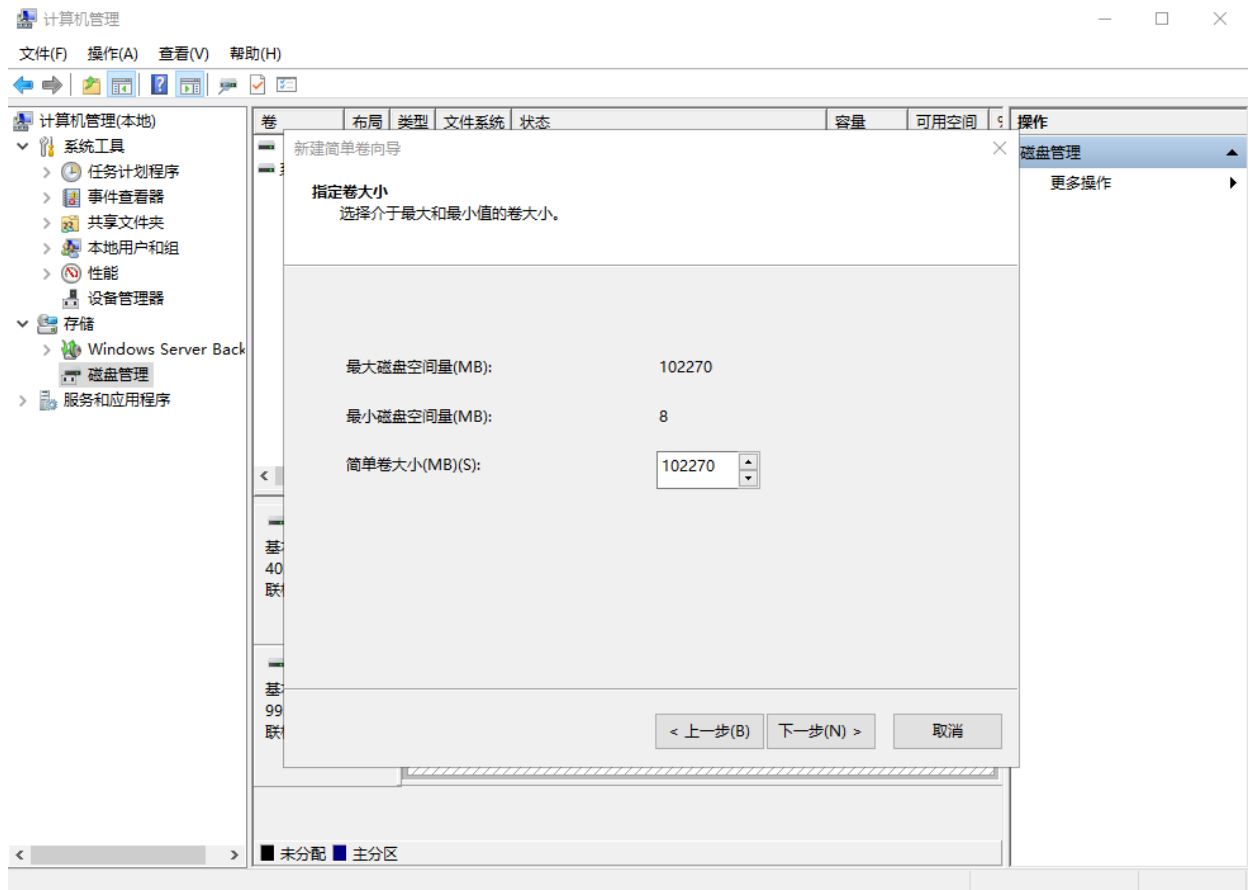 计算机管理
文件(F) 操作(A) 查看(V) 帮助(H)
计算机管理(本地)
系统工具
任务计划程序
事件查看器
共享文件夹
本地用户和组
性能
设备管理器
存储
Windows Server Back
磁盘管理
服务和应用程序
卷 布局 类型 文件系统 状态 容量 可用空间
新建简单卷向导
指定卷大小
选择介于最大和最小值的卷大小。
最大磁盘空间量(MB): 102270
最小磁盘空间量(MB): 8
简单卷大小(MB)(S): 102270
< 上一步(B) 下一步(N) > 取消
基
40
联
基
99
联
未分配 主分区
操作
磁盘管理
更多操作